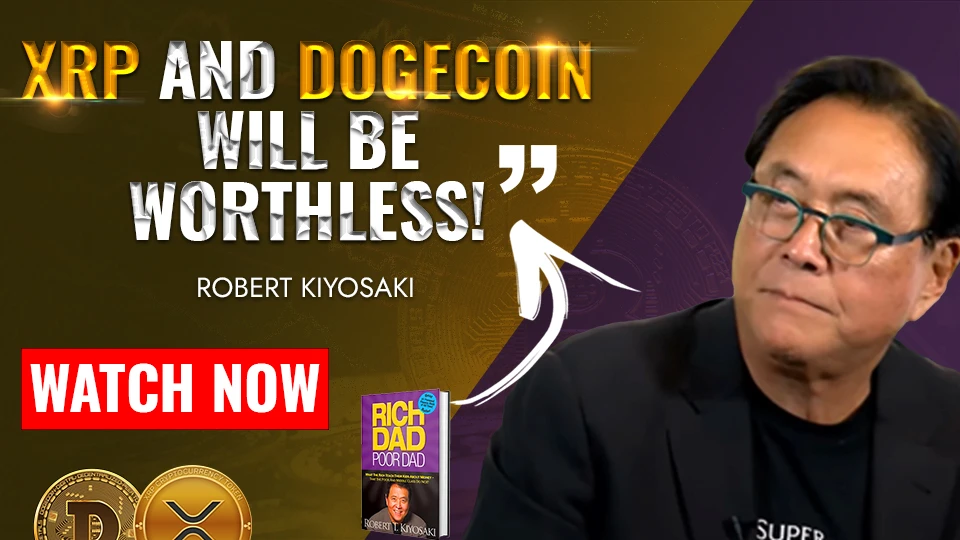 XRP AND DOGECOIN
WILL BE
WORTHLESS!
”
ROBERT KIYOSAKI
WATCH NOW
RICH
DAD
POOR DAD
ROBERT T. KIYOSAKI
SUPER